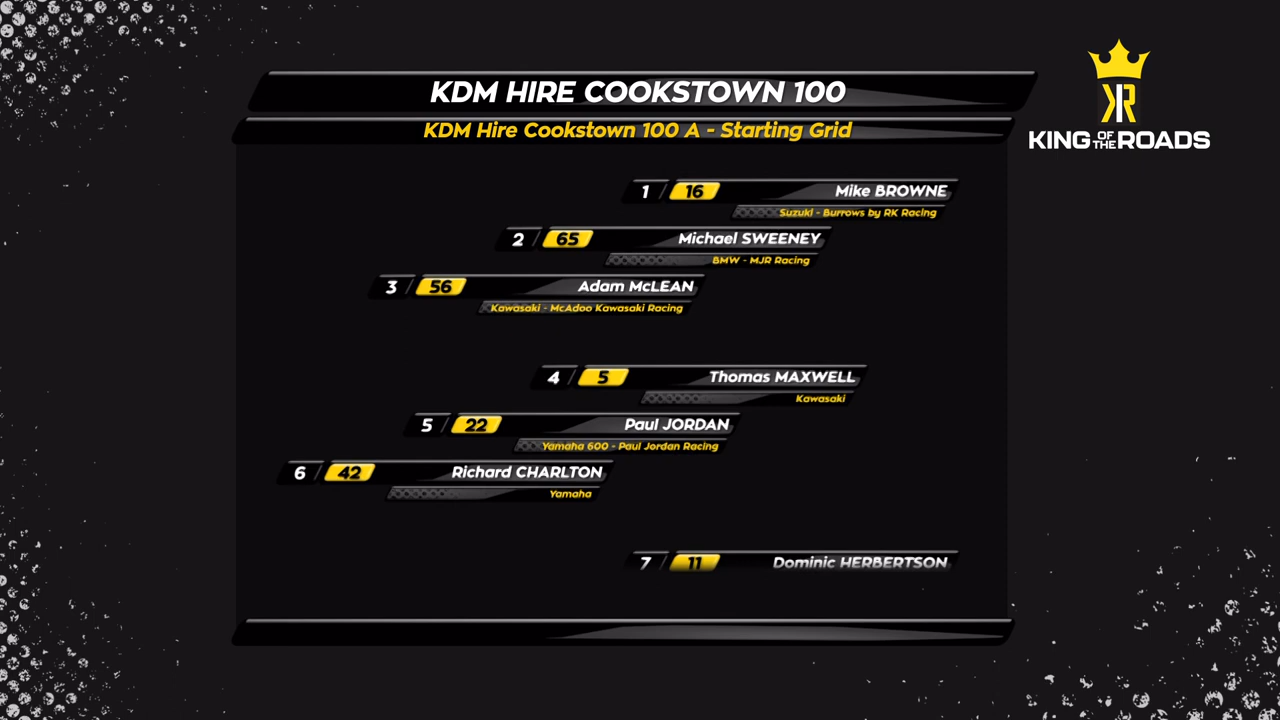 KDM HIRE COOKSTOWN 100
KDM Hire Cookstown 100 A - Starting Grid
KR
KING OF THE ROADS
1 16 Mike BROWNE
Suzuki - Burrows by RK Racing
2 65 Michael SWEENEY
BMW - MJR Racing
3 56 Adam McLEAN
Kawasaki - McAdoo Kawasaki Racing
4 5 Thomas MAXWELL
Kawasaki
5 22 Paul JORDAN
Yamaha 600 - Paul Jordan Racing
6 42 Richard CHARLTON
Yamaha
7 11 Dominic HERBERTSON